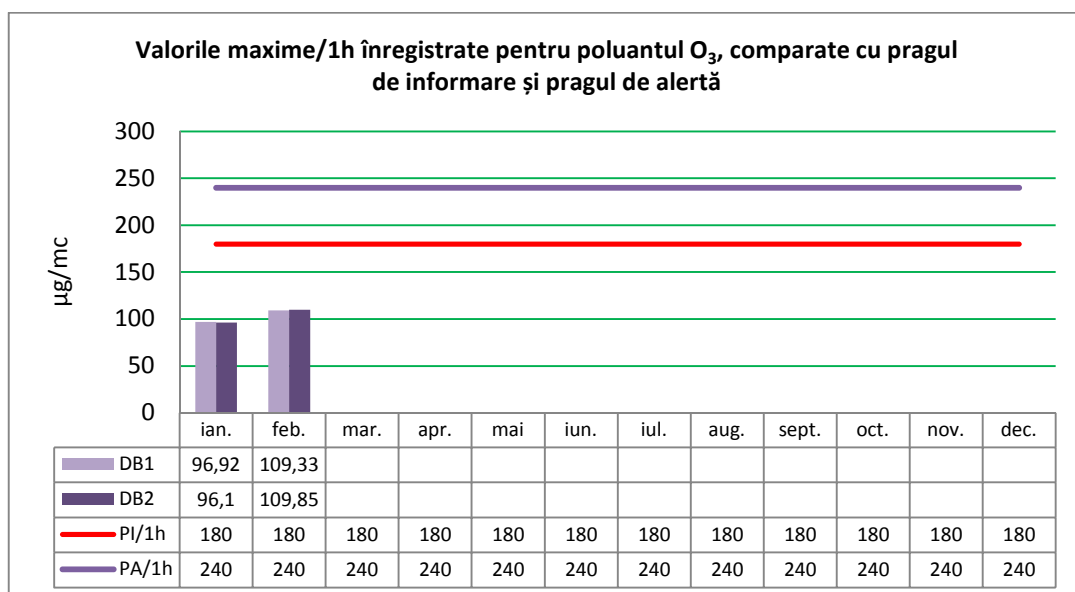 Valorile maxime/1h înregistrate pentru poluantul O₃, comparate cu pragul
de informare și pragul de alertă
300
250
200
150
100
50
0
µg/mc
ian. feb. mar. apr. mai iun. iul. aug. sept. oct. nov. dec.
DB1 96,92 109,33
DB2 96,1 109,85
PI/1h 180 180 180 180 180 180 180 180 180 180 180 180
PA/1h 240 240 240 240 240 240 240 240 240 240 240 240